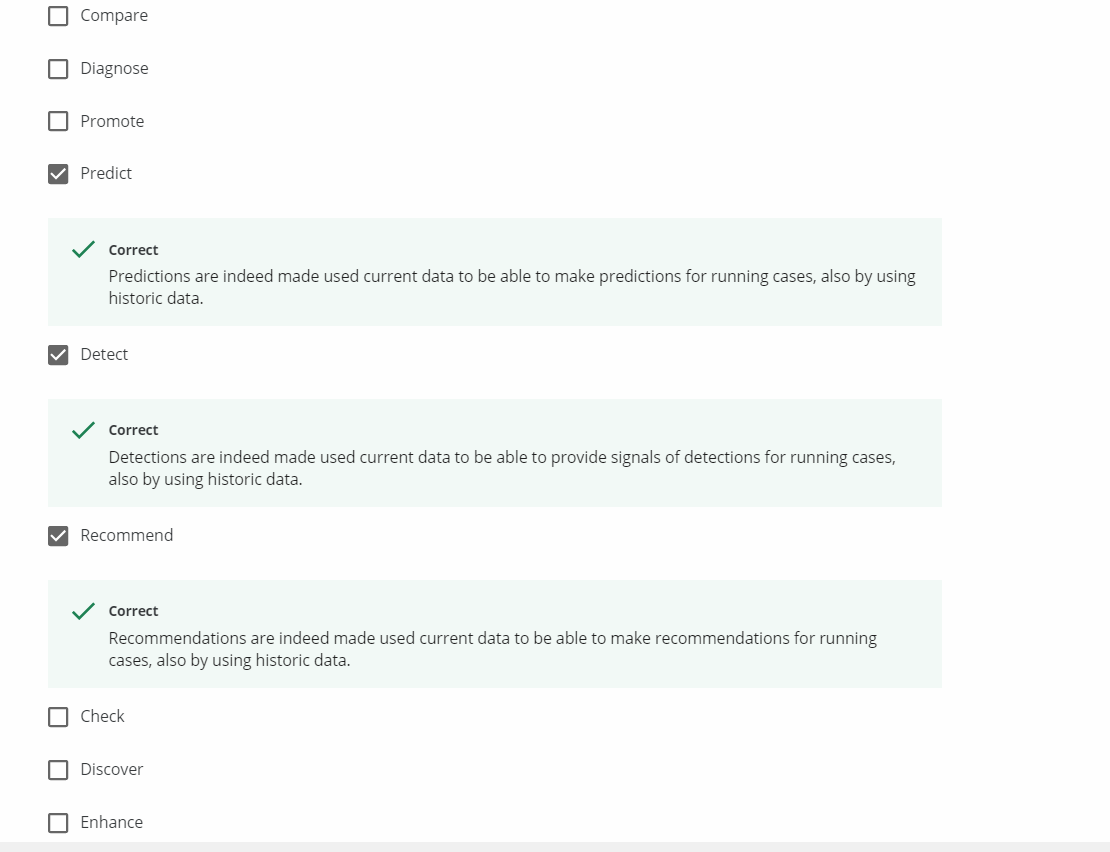 Compare
Diagnose
Promote
Predict
Correct
Predictions are indeed made used current data to be able to make predictions for running cases, also by using
historic data.
Detect
Correct
Detections are indeed made used current data to be able to provide signals of detections for running cases,
also by using historic data.
Recommend
Correct
Recommendations are indeed made used current data to be able to make recommendations for running
cases, also by using historic data.
Check
Discover
Enhance